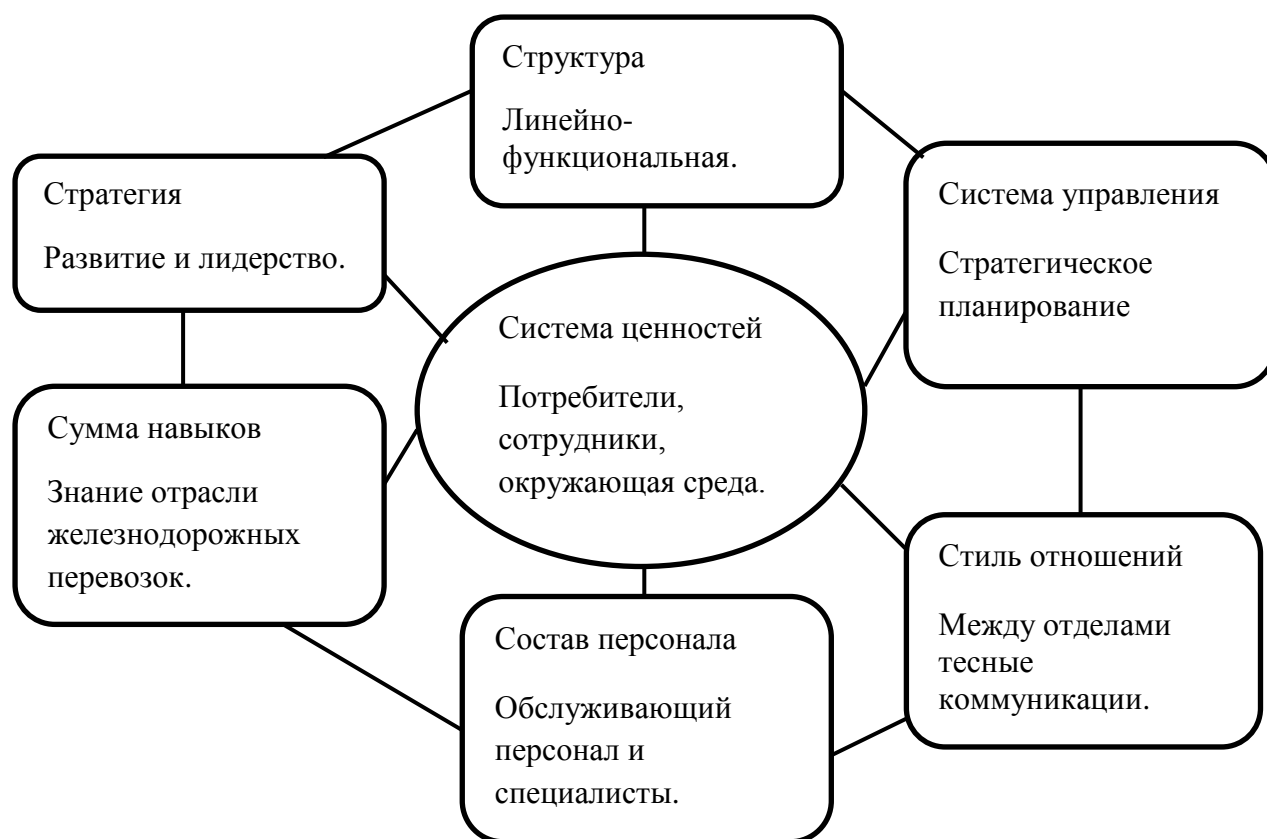 Структура
Линейно-
функциональная.
Стратегия
Развитие и лидерство.
Система управления
Стратегическое
планирование
Система ценностей
Потребители,
сотрудники,
окружающая среда.
Сумма навыков
Знание отрасли
железнодорожных
перевозок.
Стиль отношений
Между отделами
тесные
коммуникации.
Состав персонала
Обслуживающий
персонал и
специалисты.